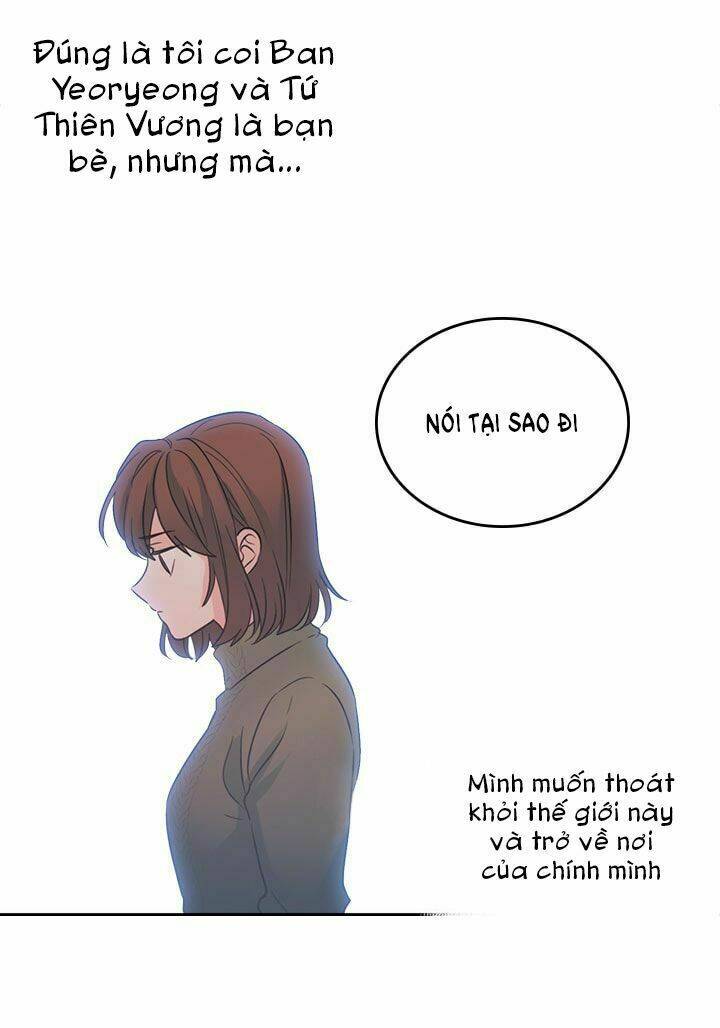 Đúng là tôi coi Ban
Yeoryeong và Tứ
Thiên Vương là bạn
bè, nhưng mà...
NÓI TẠI SAO ĐI
Mình muốn thoát
khỏi thế giới này
và trở về nơi
của chính mình